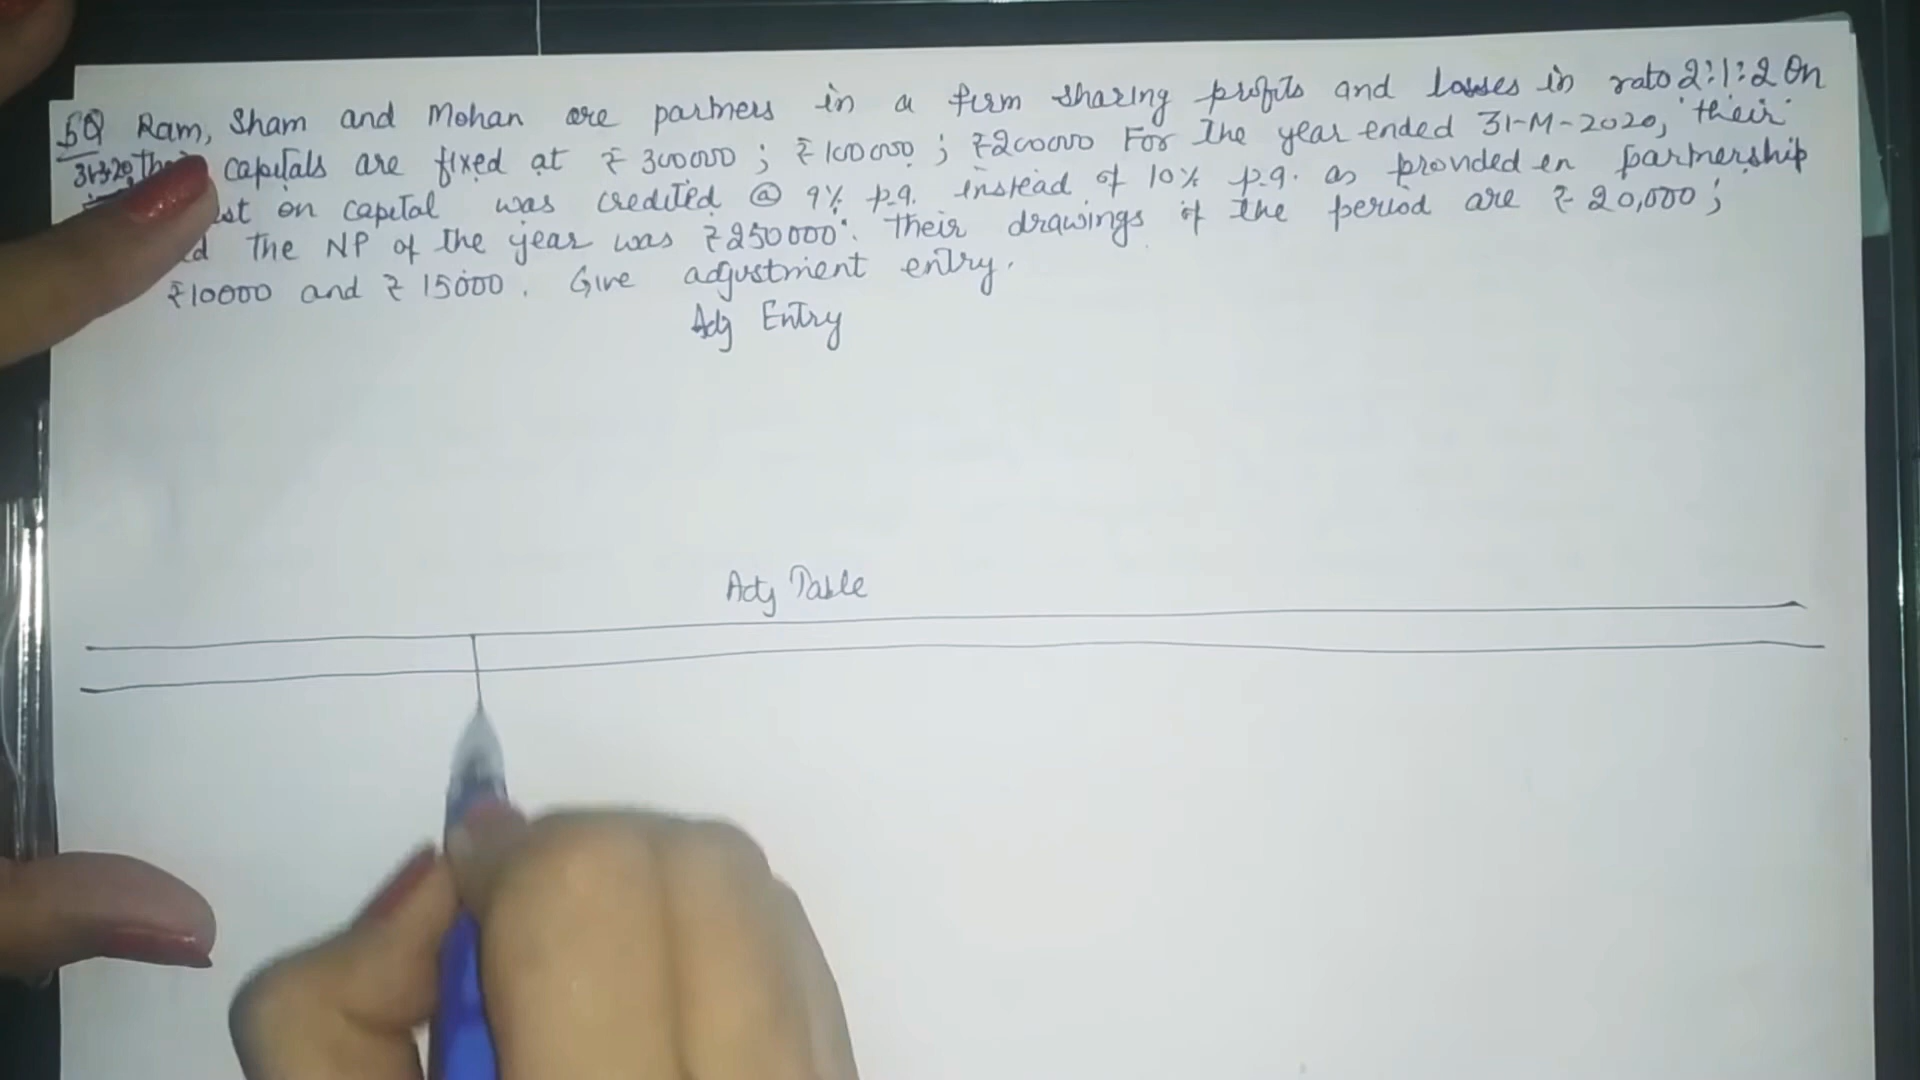 5Q Ram, Sham and Mohan are partners in a firm sharing profits and losses in rato 2:1:2 On
31-3-20 capitals are fixed at ₹ 300000 ; ₹100000 ; ₹200000 For the year ended 31-M-2020, their
on capital was credited @ 9% p.a. instead of 10% p.a. as provided in partnership
the NP of the year was ₹250000. Their drawings of the period are ₹ 20,000 ;
₹10000 and ₹ 15000. Give adjustment entry.
Adj Entry
Adj Table